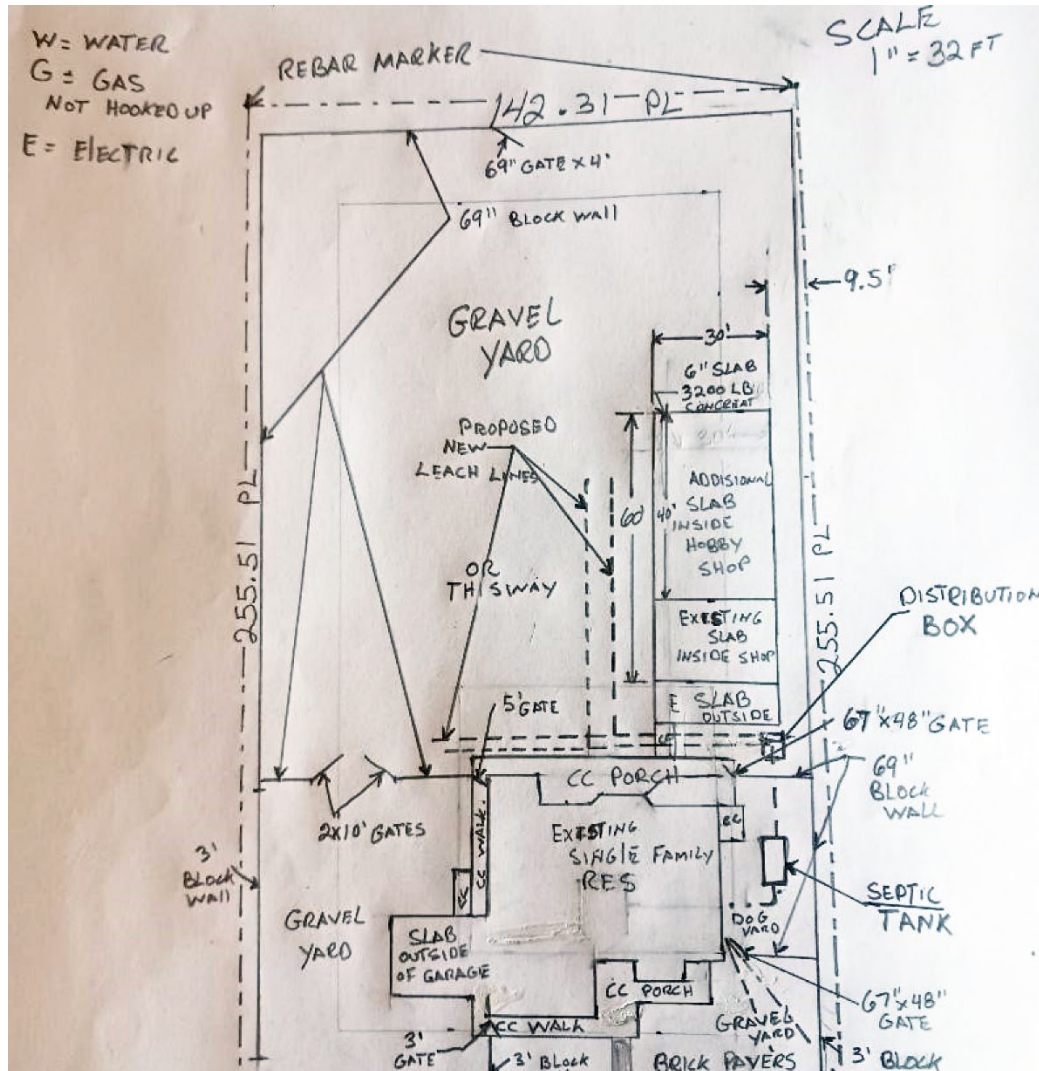 W = WATER
G = GAS
NOT HOOKED UP
E = ElECTRIC
REBAR MARKER
SCALE
1" = 32 FT
142.31 PL
69" GATE x 4'
69" BLOCK WAll
9.5'
GRAVEL
YARD
30'
6" SLAB
3200 LB
CONCREAT
PROPOSED
NEW
LEACH LINES
ADDISIONAL
SLAB
INSIDE
HOBBY
SHOP
60'
40'
255.51 PL
OR
THIS WAY
EXISTING
SLAB
INSIDE SHOP
255.51 PL
DISTRIBUTION
BOX
E SLAB
OUTSIDE
5' GATE
67"x48" GATE
CC PORCH
69"
BLOCK
WALL
2x10' GATES
CC WALK
EXISTING
SINGLE FAMILY
RES
3'
BLOCK
WAll
SEPTIC
TANK
CC
DOG
YARD
GRAVEL
YARD
SLAB
OUTSIDE
OF GARAGE
CC PORCH
67"x48"
GATE
CC WALK
GRAVEL
YARD
3'
GATE
3' BLOCK
BRICK PAVERS
3' BLOCK